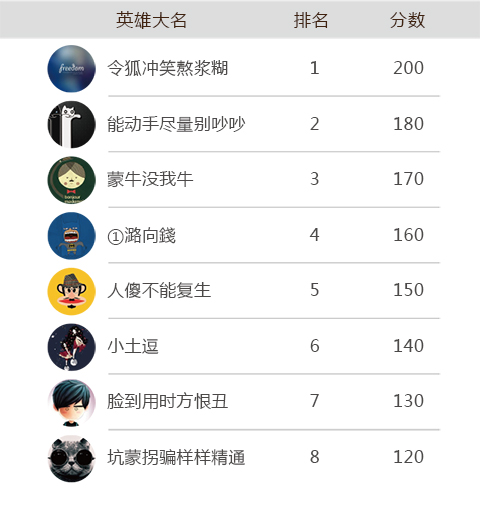 英雄大名 排名 分数
freedom
令狐冲笑熬浆糊 1 200
能动手尽量别吵吵 2 180
蒙牛没我牛 3 170
bonjour
①潞向錢 4 160
人傻不能复生 5 150
小土逗 6 140
脸到用时方恨丑 7 130
坑蒙拐骗样样精通 8 120